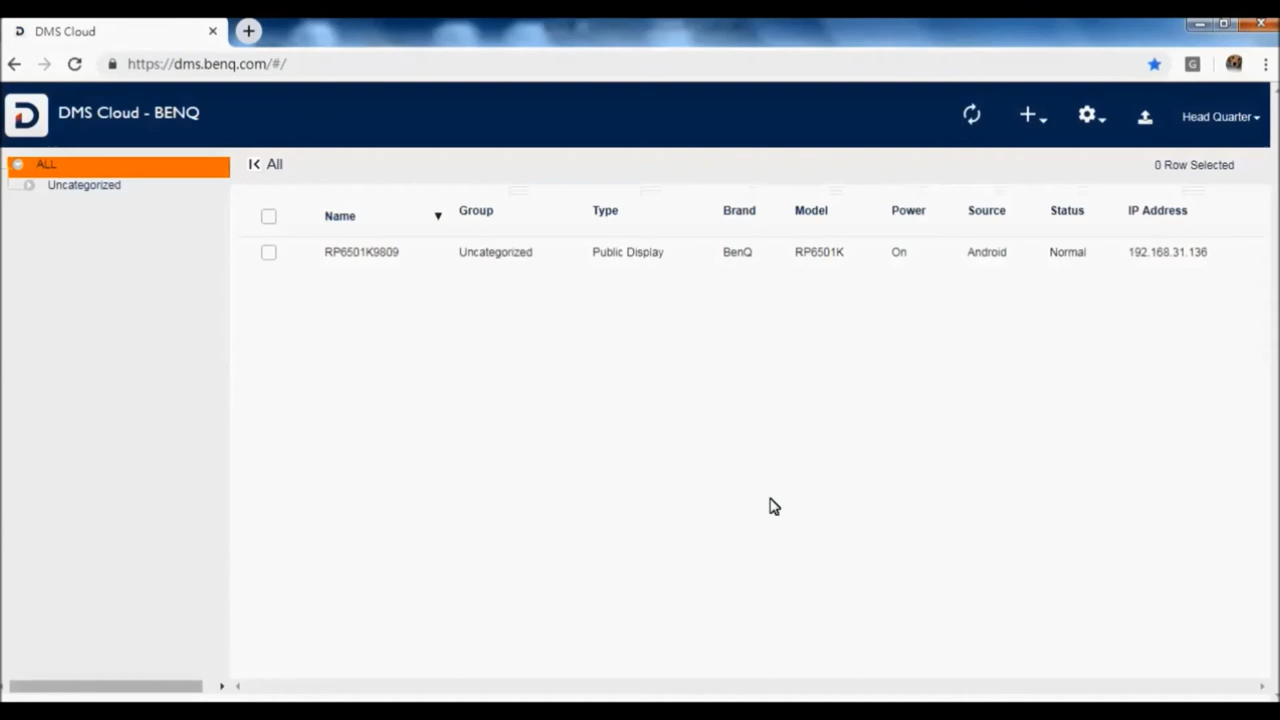 DMS Cloud
https://dms.benq.com/#/
G
DMS Cloud - BENQ
Head Quarter
ALL
Uncategorized
All
0 Row Selected
Name Group Type Brand Model Power Source Status IP Address
RP6501K9809 Uncategorized Public Display BenQ RP6501K On Android Normal 192.168.31.136